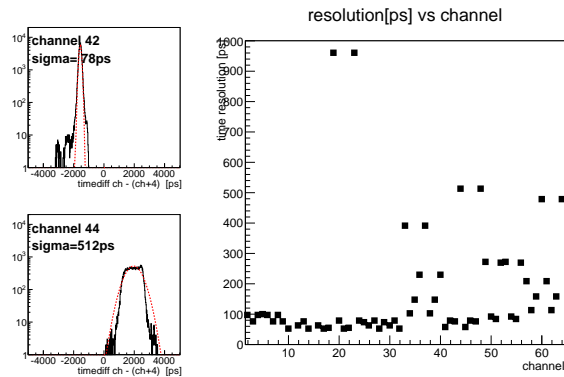 resolution[ps] vs channel
channel 42
sigma= 78ps
10⁴
10³
10²
10
1
-4000 -2000 0 2000 4000
timediff ch - (ch+4) [ps]
channel 44
sigma=512ps
10⁴
10³
10²
10
1
-4000 -2000 0 2000 4000
timediff ch - (ch+4) [ps]
time resolution [ps]
1000
900
800
700
600
500
400
300
200
100
0
10 20 30 40 50 60
channel